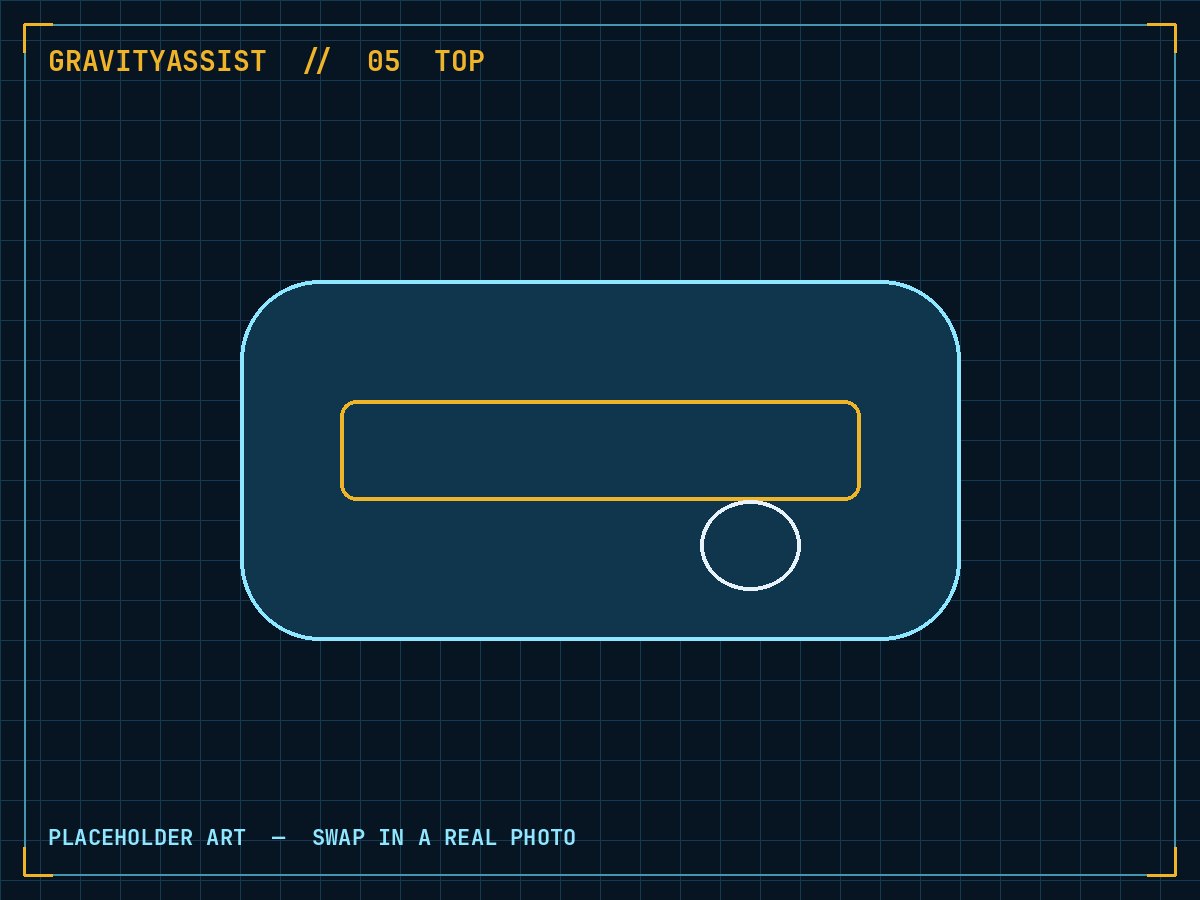 GRAVITYASSIST // 05 TOP
PLACEHOLDER ART — SWAP IN A REAL PHOTO